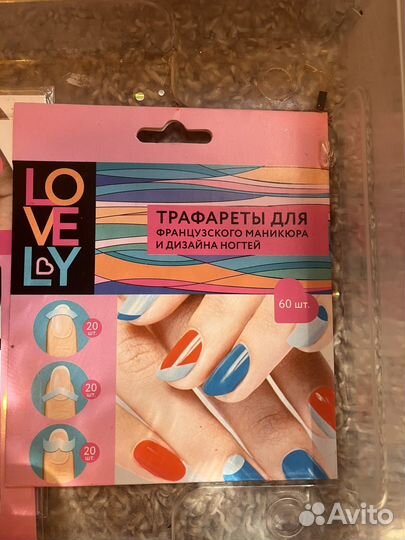 LO
VE
LY
ТРАФАРЕТЫ ДЛЯ
ФРАНЦУЗСКОГО МАНИКЮРА
И ДИЗАЙНА НОГТЕЙ
60 шт.
20
шт.
20
шт.
20
шт.
Avito